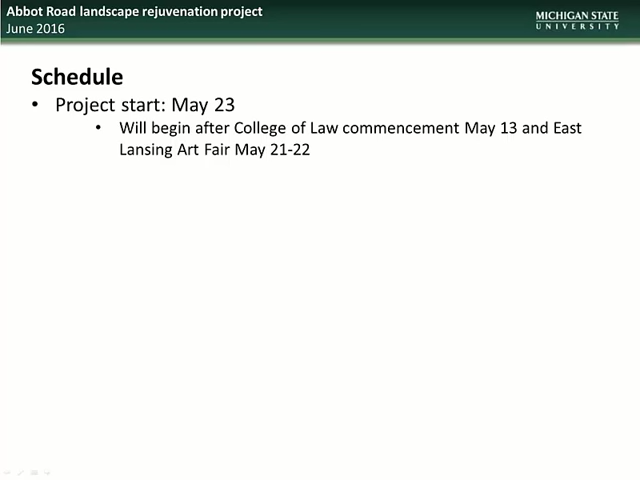 Abbot Road landscape rejuvenation project
June 2016
MICHIGAN STATE
UNIVERSITY
Schedule
• Project start: May 23
• Will begin after College of Law commencement May 13 and East
Lansing Art Fair May 21-22